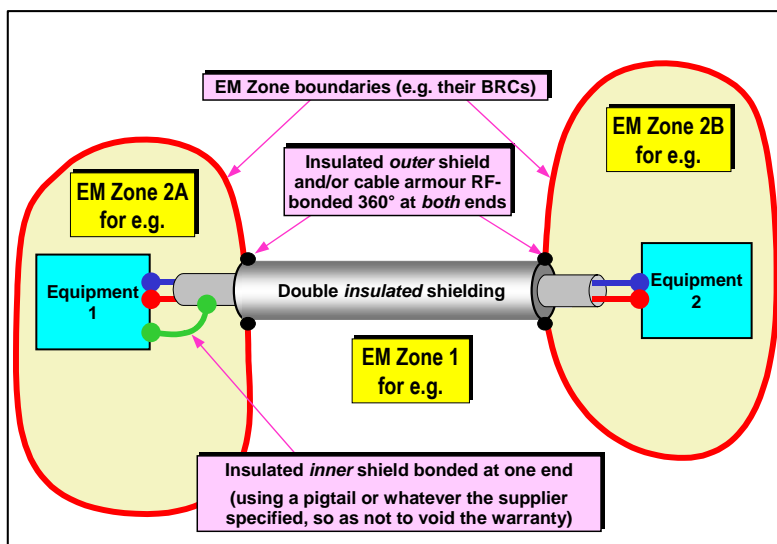 EM Zone boundaries (e.g. their BRCs)
EM Zone 2B
for e.g.
Insulated outer shield
and/or cable armour RF-
bonded 360° at both ends
EM Zone 2A
for e.g.
Equipment
1
Double insulated shielding
Equipment
2
EM Zone 1
for e.g.
Insulated inner shield bonded at one end
(using a pigtail or whatever the supplier
specified, so as not to void the warranty)